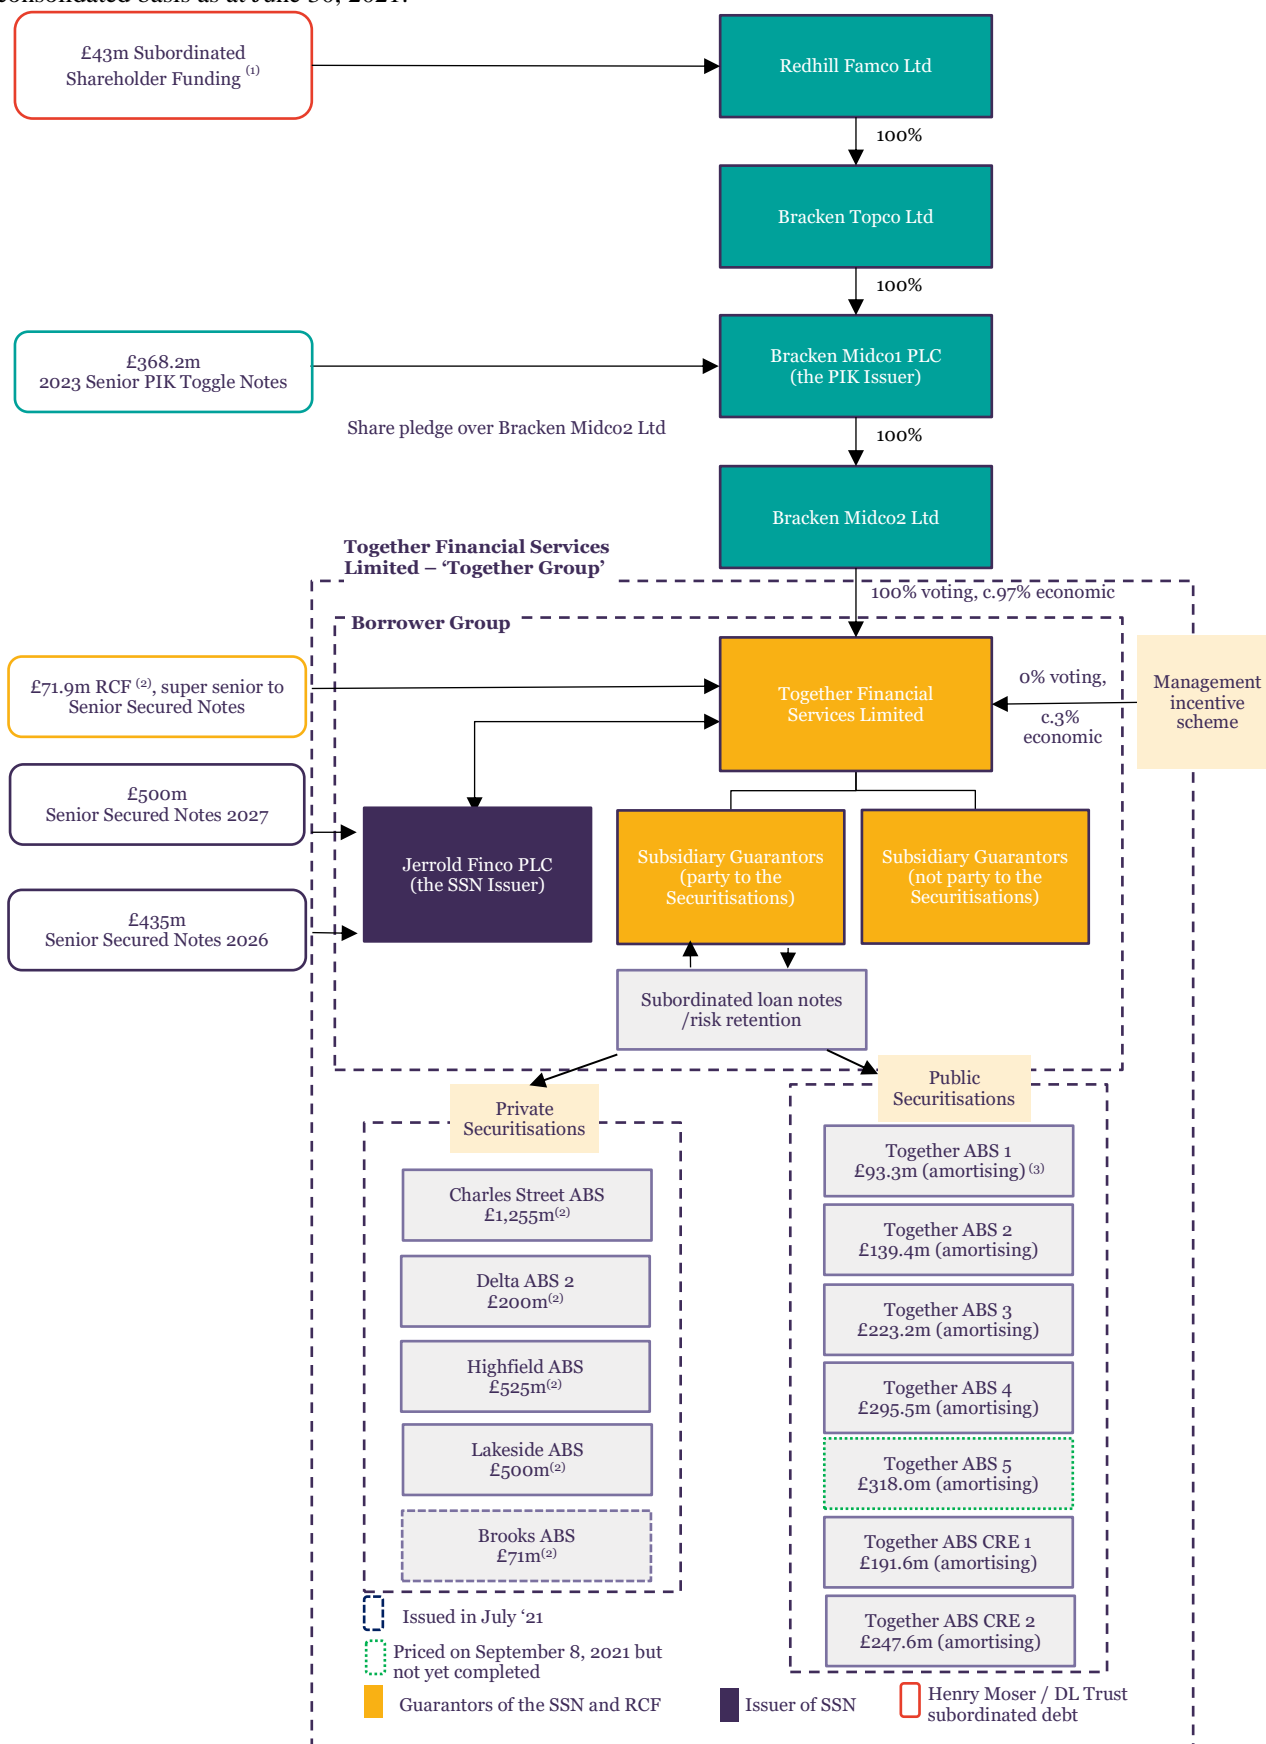 consolidated basis as at June 30, 2021.
£43m Subordinated
Shareholder Funding (1)
Redhill Famco Ltd
100%
Bracken Topco Ltd
100%
£368.2m
2023 Senior PIK Toggle Notes
Bracken Midco1 PLC
(the PIK Issuer)
Share pledge over Bracken Midco2 Ltd
100%
Bracken Midco2 Ltd
Together Financial Services
Limited – ‘Together Group’
100% voting, c.97% economic
Borrower Group
£71.9m RCF (2), super senior to
Senior Secured Notes
Together Financial
Services Limited
0% voting,
c.3%
economic
Management
incentive
scheme
£500m
Senior Secured Notes 2027
Jerrold Finco PLC
(the SSN Issuer)
Subsidiary Guarantors
(party to the
Securitisations)
Subsidiary Guarantors
(not party to the
Securitisations)
£435m
Senior Secured Notes 2026
Subordinated loan notes
/risk retention
Private
Securitisations
Public
Securitisations
Charles Street ABS
£1,255m(2)
Delta ABS 2
£200m(2)
Highfield ABS
£525m(2)
Lakeside ABS
£500m(2)
Brooks ABS
£71m(2)
Together ABS 1
£93.3m (amortising) (3)
Together ABS 2
£139.4m (amortising)
Together ABS 3
£223.2m (amortising)
Together ABS 4
£295.5m (amortising)
Together ABS 5
£318.0m (amortising)
Together ABS CRE 1
£191.6m (amortising)
Together ABS CRE 2
£247.6m (amortising)
Issued in July ‘21
Priced on September 8, 2021 but
not yet completed
Guarantors of the SSN and RCF
Issuer of SSN
Henry Moser / DL Trust
subordinated debt